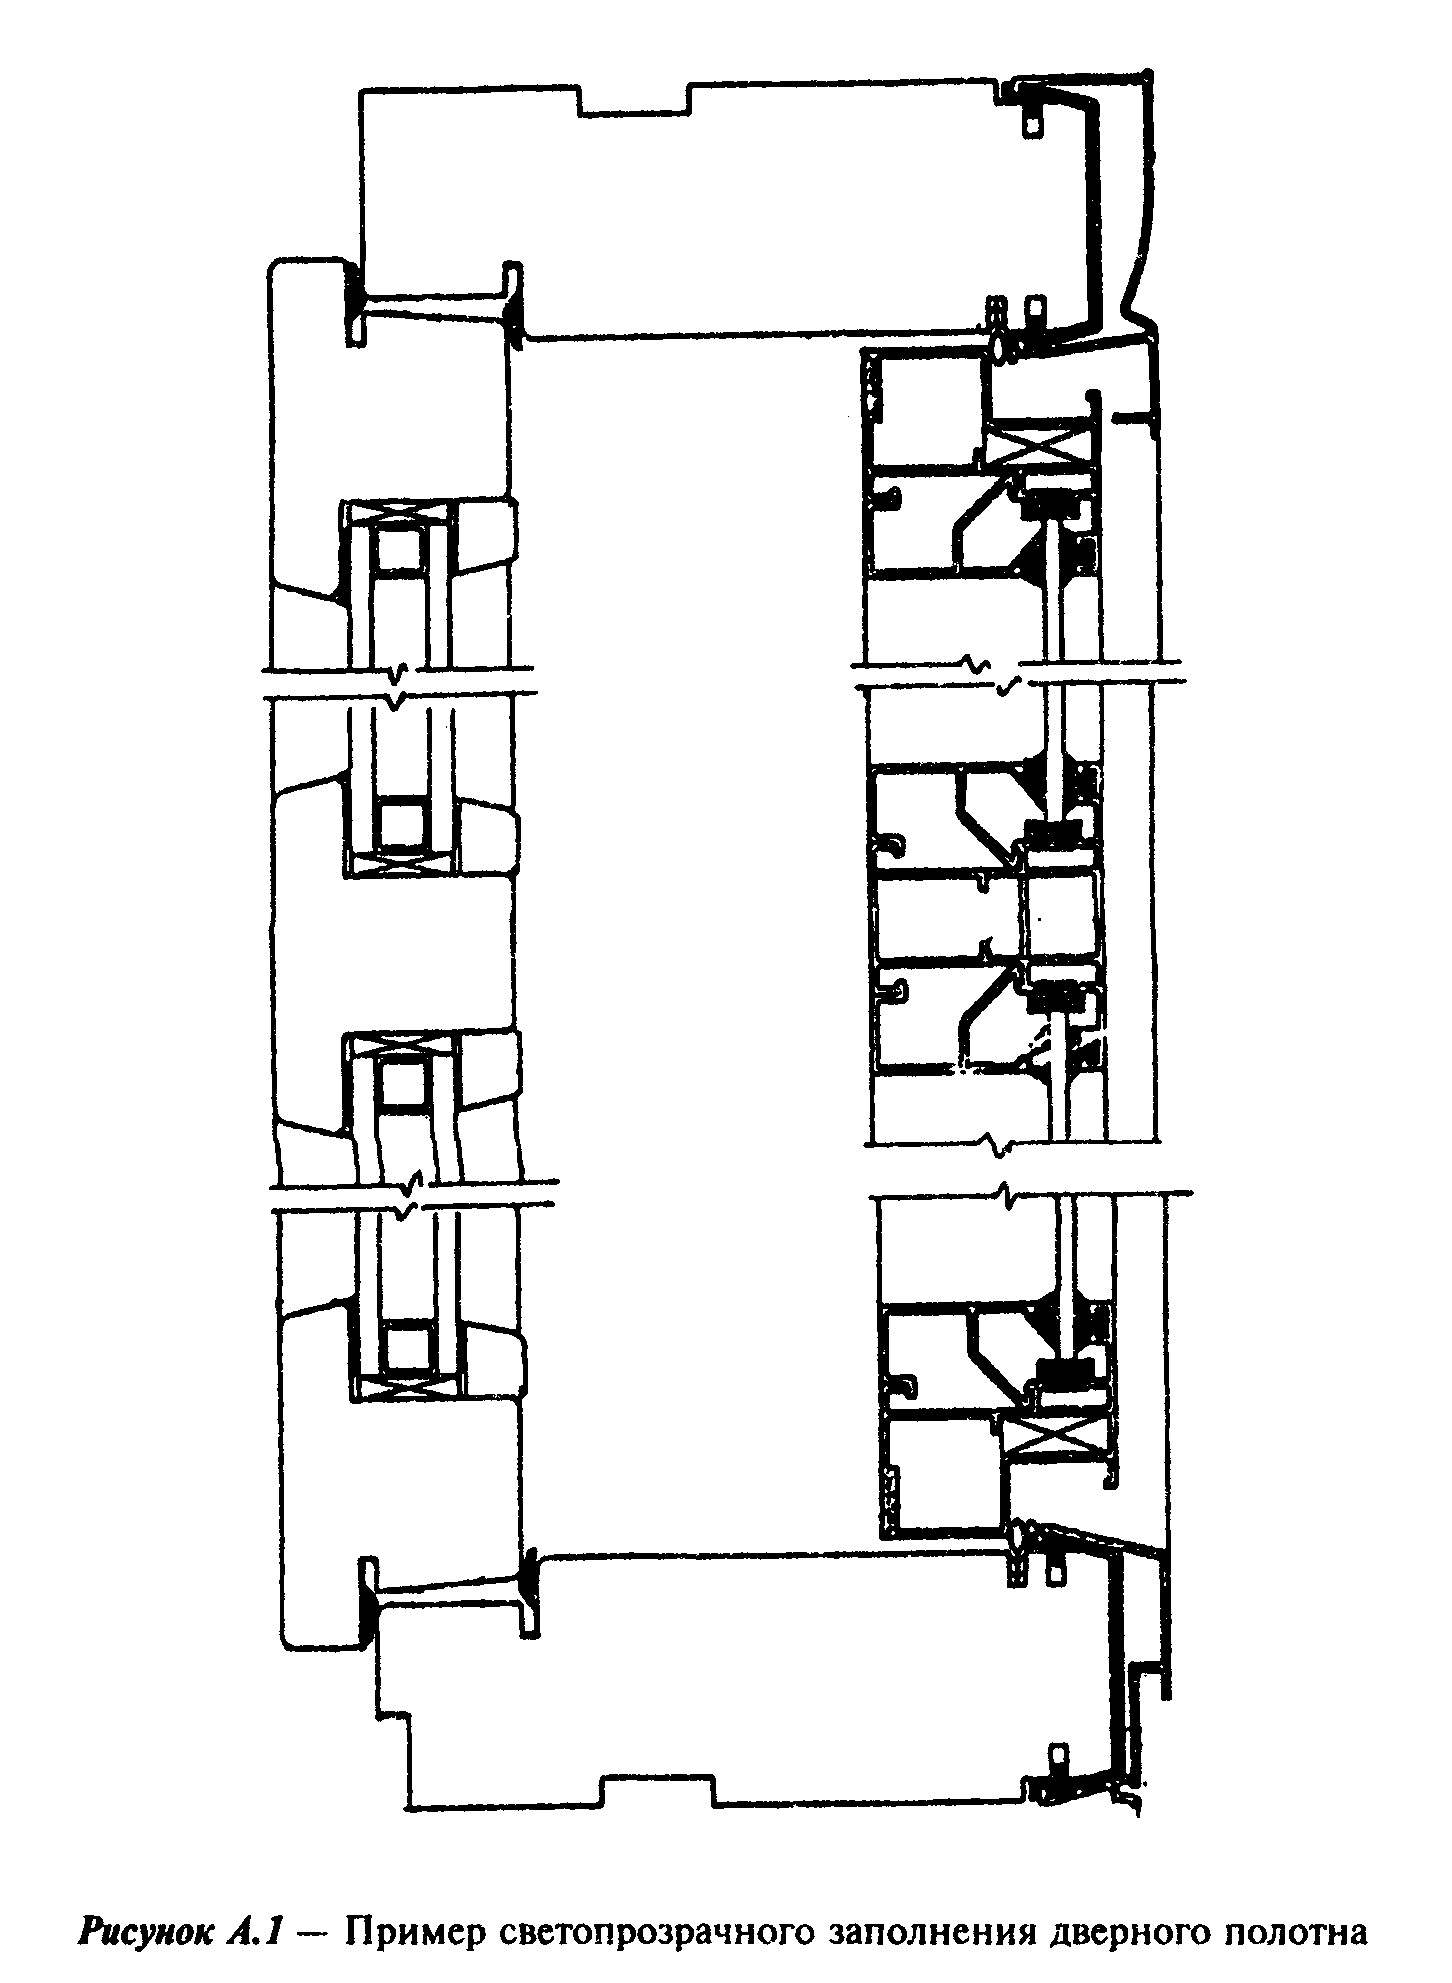 Рисунок А.1 — Пример светопрозрачного заполнения дверного полотна